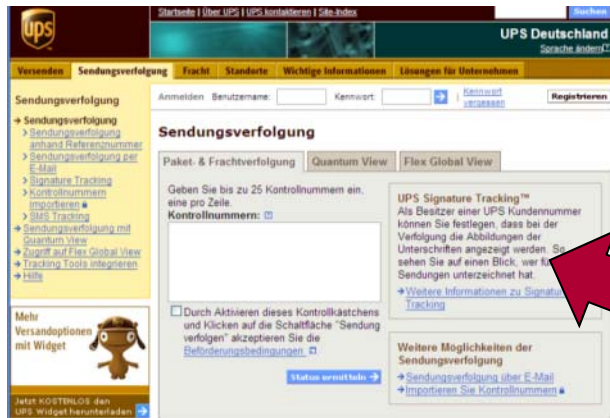 Startseite | Über UPS | UPS kontaktieren | Site-Index
Suchen
ups
UPS Deutschland
Sprache ändern
Versenden Sendungsverfolgung Fracht Standorte Wichtige Informationen Lösungen für Unternehmen
Sendungsverfolgung
Sendungsverfolgung
Sendungsverfolgung
anhand Referenznummer
Sendungsverfolgung per
E-Mail
Signature Tracking
Kontrollnummern
importieren
SMS Tracking
Sendungsverfolgung mit
Quantum View
Zugriff auf Flex Global View
Tracking Tools integrieren
Hilfe
Mehr
Versandoptionen
mit Widget
Jetzt KOSTENLOS den
UPS Widget herunterladen
Anmelden Benutzername: Kennwort: | Kennwort
vergessen
Registrieren
Sendungsverfolgung
Paket- & Frachtverfolgung Quantum View Flex Global View
Geben Sie bis zu 25 Kontrollnummern ein,
eine pro Zeile.
Kontrollnummern:
Durch Aktivieren dieses Kontrollkästchens
und Klicken auf die Schaltfläche "Sendung
verfolgen" akzeptieren Sie die
Beförderungsbedingungen.
Status ermitteln
UPS Signature Tracking™
Als Besitzer einer UPS Kundennummer
können Sie festlegen, dass bei der
Verfolgung die Abbildungen der
Unterschriften angezeigt werden. So
sehen Sie auf einen Blick, wer
Sendungen unterzeichnet hat.
Weitere Informationen zu
Tracking
Weitere Möglichkeiten der
Sendungsverfolgung
Sendungsverfolgung über E-Mail
Importieren Sie Kontrollnummern